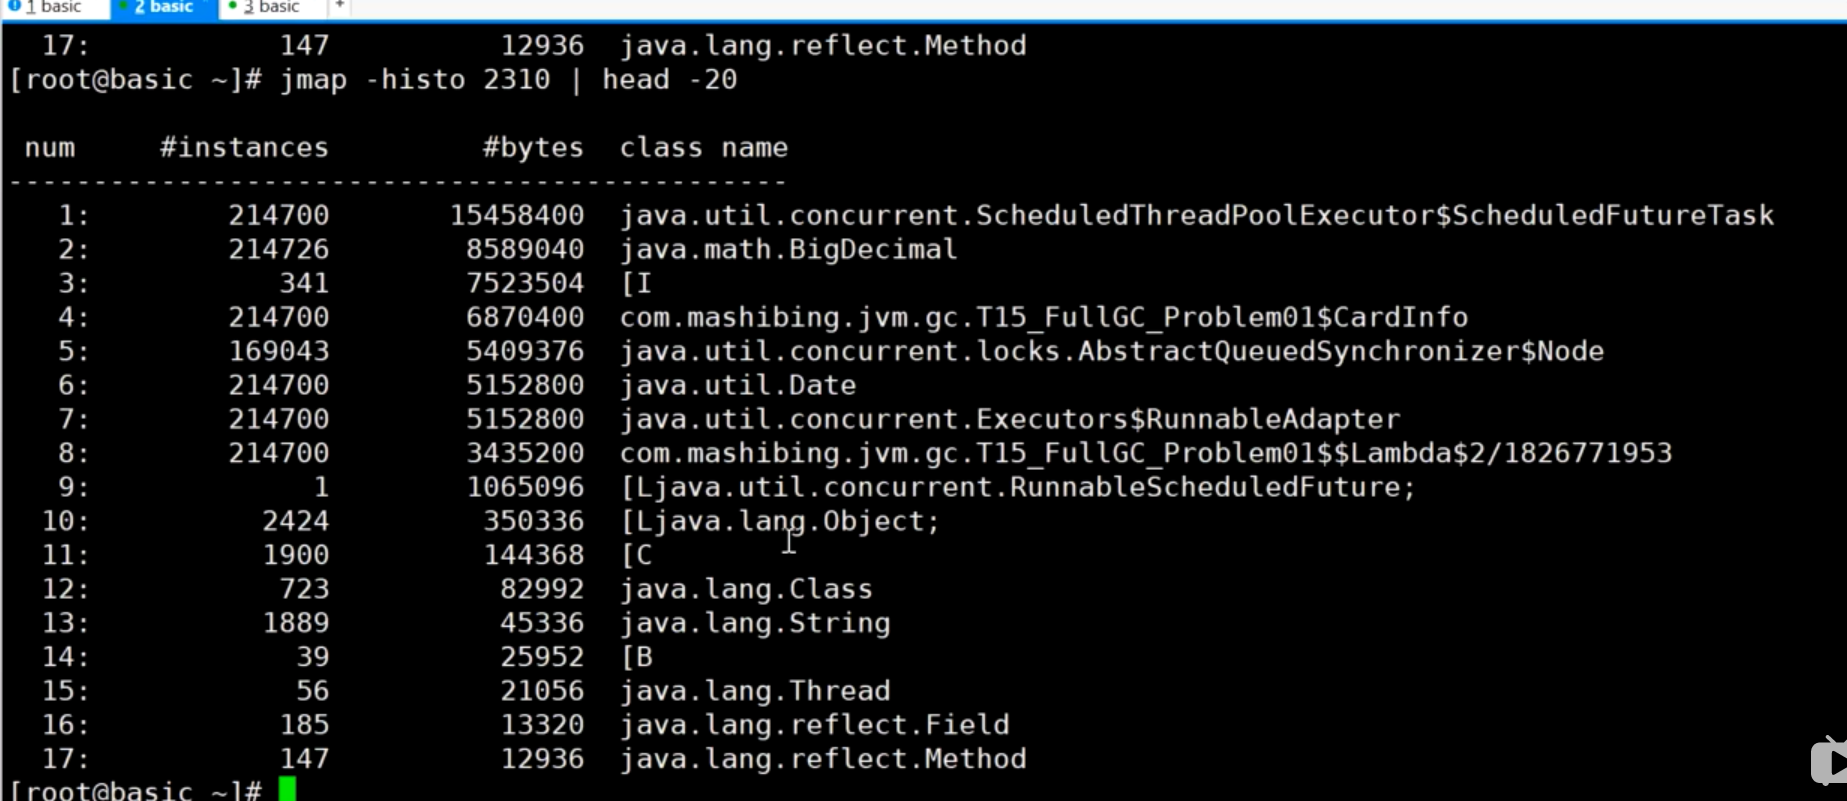 1 basic 2 basic 3 basic +
17: 147 12936 java.lang.reflect.Method
[root@basic ~]# jmap -histo 2310 | head -20
num #instances #bytes class name
----------------------------------------------
1: 214700 15458400 java.util.concurrent.ScheduledThreadPoolExecutor$ScheduledFutureTask
2: 214726 8589040 java.math.BigDecimal
3: 341 7523504 [I
4: 214700 6870400 com.mashibing.jvm.gc.T15_FullGC_Problem01$CardInfo
5: 169043 5409376 java.util.concurrent.locks.AbstractQueuedSynchronizer$Node
6: 214700 5152800 java.util.Date
7: 214700 5152800 java.util.concurrent.Executors$RunnableAdapter
8: 214700 3435200 com.mashibing.jvm.gc.T15_FullGC_Problem01$$Lambda$2/1826771953
9: 1 1065096 [Ljava.util.concurrent.RunnableScheduledFuture;
10: 2424 350336 [Ljava.lang.Object;
11: 1900 144368 [C
12: 723 82992 java.lang.Class
13: 1889 45336 java.lang.String
14: 39 25952 [B
15: 56 21056 java.lang.Thread
16: 185 13320 java.lang.reflect.Field
17: 147 12936 java.lang.reflect.Method
[root@basic ~]#